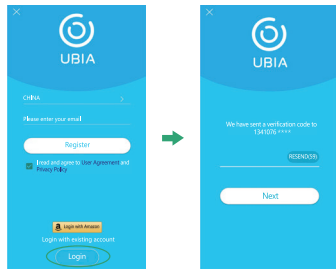 UBIA
CHINA
Please enter your email
Register
I read and agree to User Agreement and
Privacy Policy
Login with Amazon
Login with existing account
Login
UBIA
We have sent a verification code to
1341076 ****
RESEND(59)
Next